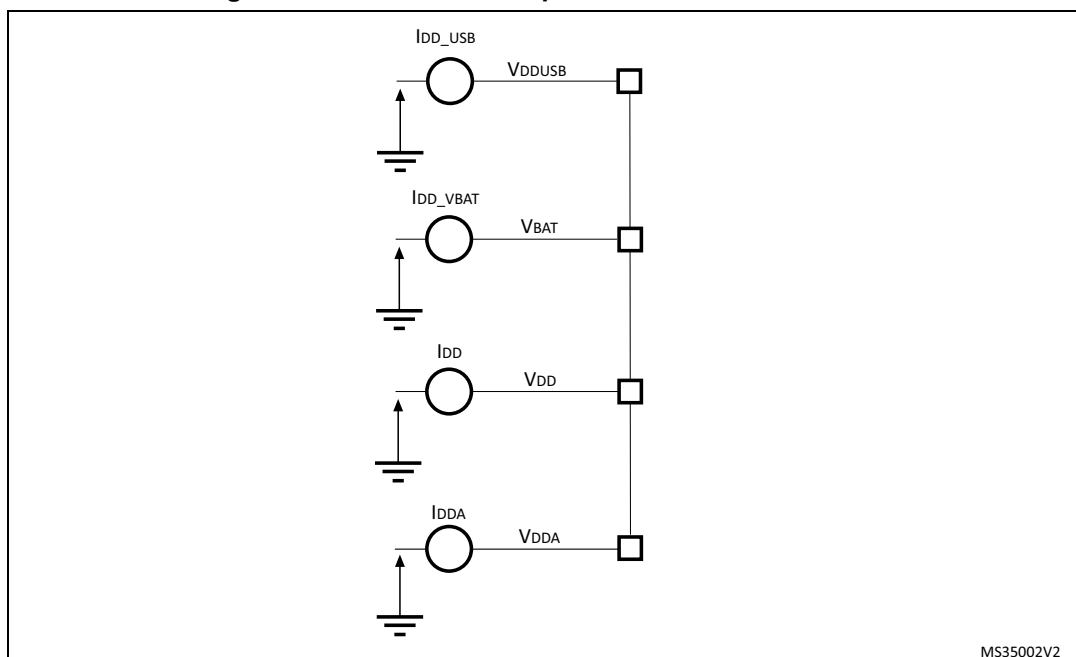 IDD_USB
VDDUSB
IDD_VBAT
VBAT
IDD
VDD
IDDA
VDDA
MS35002V2